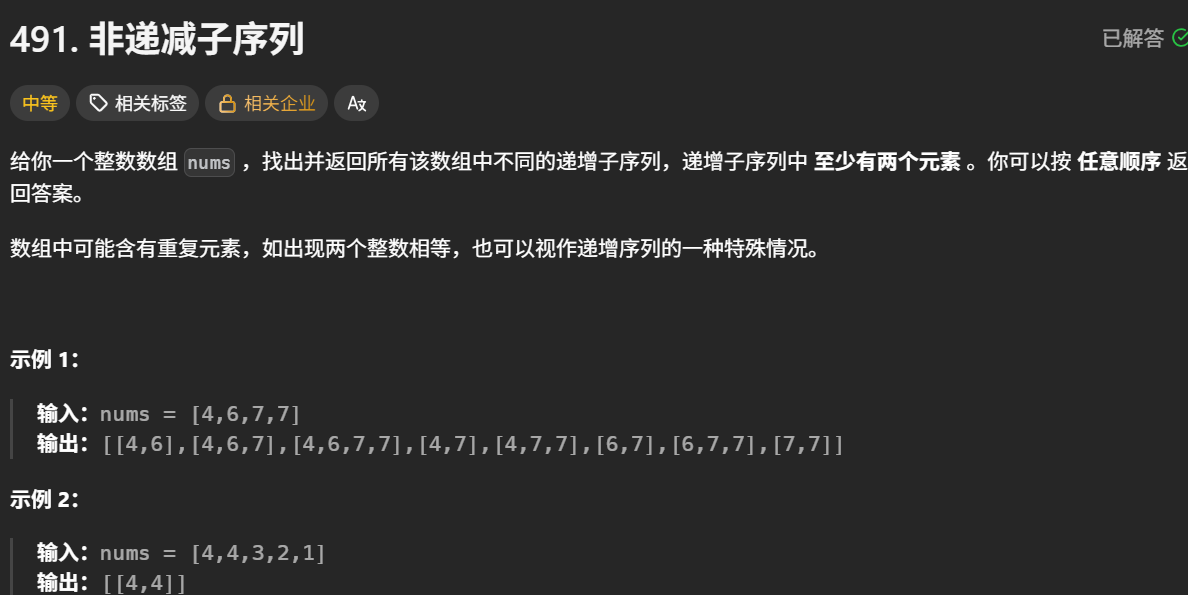 491. 非递减子序列
已解答
中等
相关标签
相关企业
给你一个整数数组 nums ，找出并返回所有该数组中不同的递增子序列，递增子序列中 至少有两个元素 。你可以按 任意顺序 返
回答案。
数组中可能含有重复元素，如出现两个整数相等，也可以视作递增序列的一种特殊情况。
示例 1：
输入：nums = [4,6,7,7]
输出：[[4,6],[4,6,7],[4,6,7,7],[4,7],[4,7,7],[6,7],[6,7,7],[7,7]]
示例 2：
输入：nums = [4,4,3,2,1]
输出：[[4,4]]